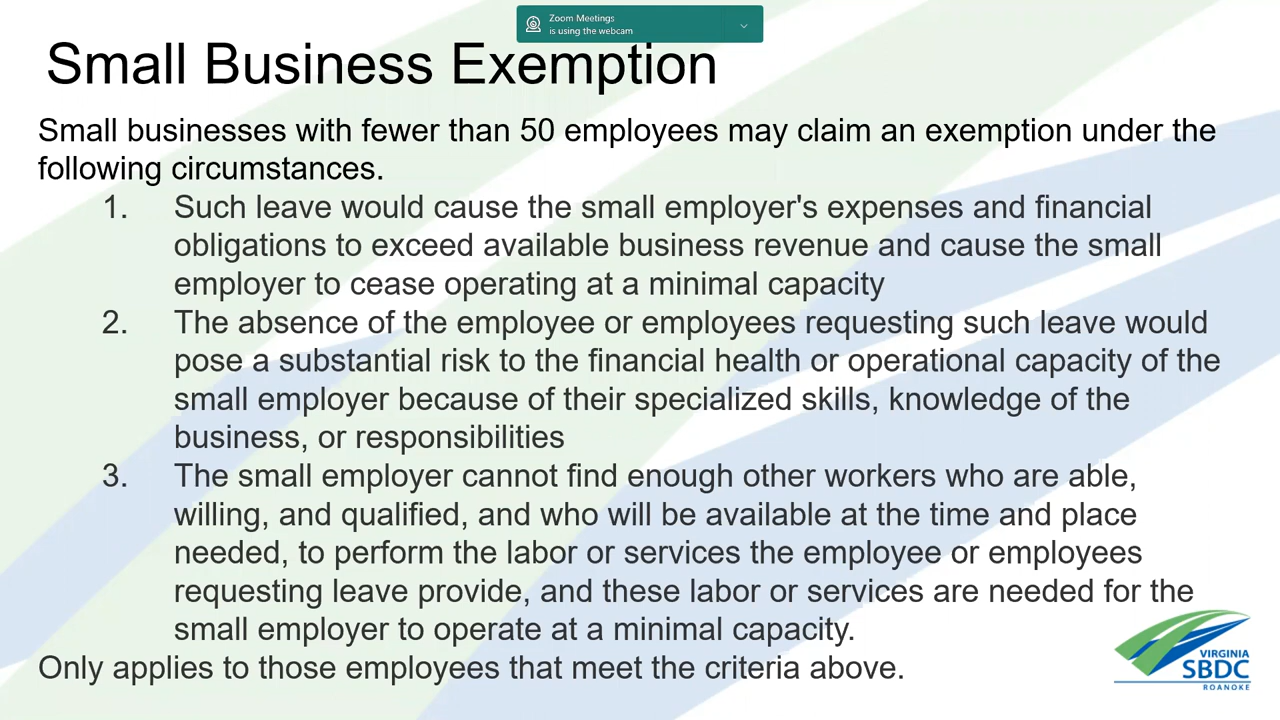 Zoom Meetings
is using the webcam
Small Business Exemption
Small businesses with fewer than 50 employees may claim an exemption under the
following circumstances.
1. Such leave would cause the small employer's expenses and financial
obligations to exceed available business revenue and cause the small
employer to cease operating at a minimal capacity
2. The absence of the employee or employees requesting such leave would
pose a substantial risk to the financial health or operational capacity of the
small employer because of their specialized skills, knowledge of the
business, or responsibilities
3. The small employer cannot find enough other workers who are able,
willing, and qualified, and who will be available at the time and place
needed, to perform the labor or services the employee or employees
requesting leave provide, and these labor or services are needed for the
small employer to operate at a minimal capacity.
Only applies to those employees that meet the criteria above.
VIRGINIA
SBDC
ROANOKE